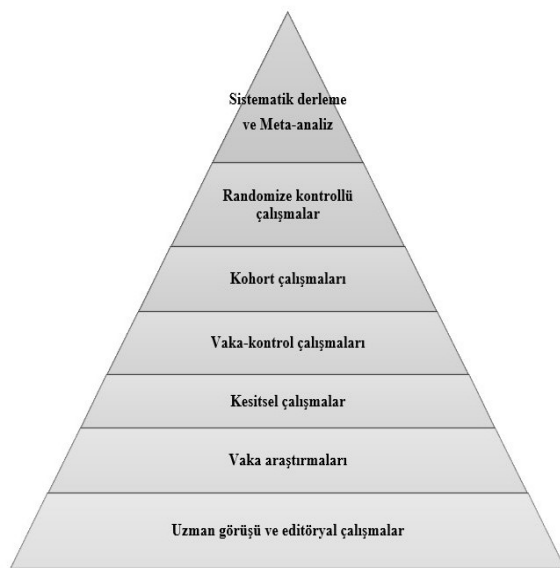 Sistematik derleme
ve Meta-analiz
Randomize kontrollü
çalışmalar
Kohort çalışmaları
Vaka-kontrol çalışmaları
Kesitsel çalışmalar
Vaka araştırmaları
Uzman görüşü ve editöryal çalışmalar